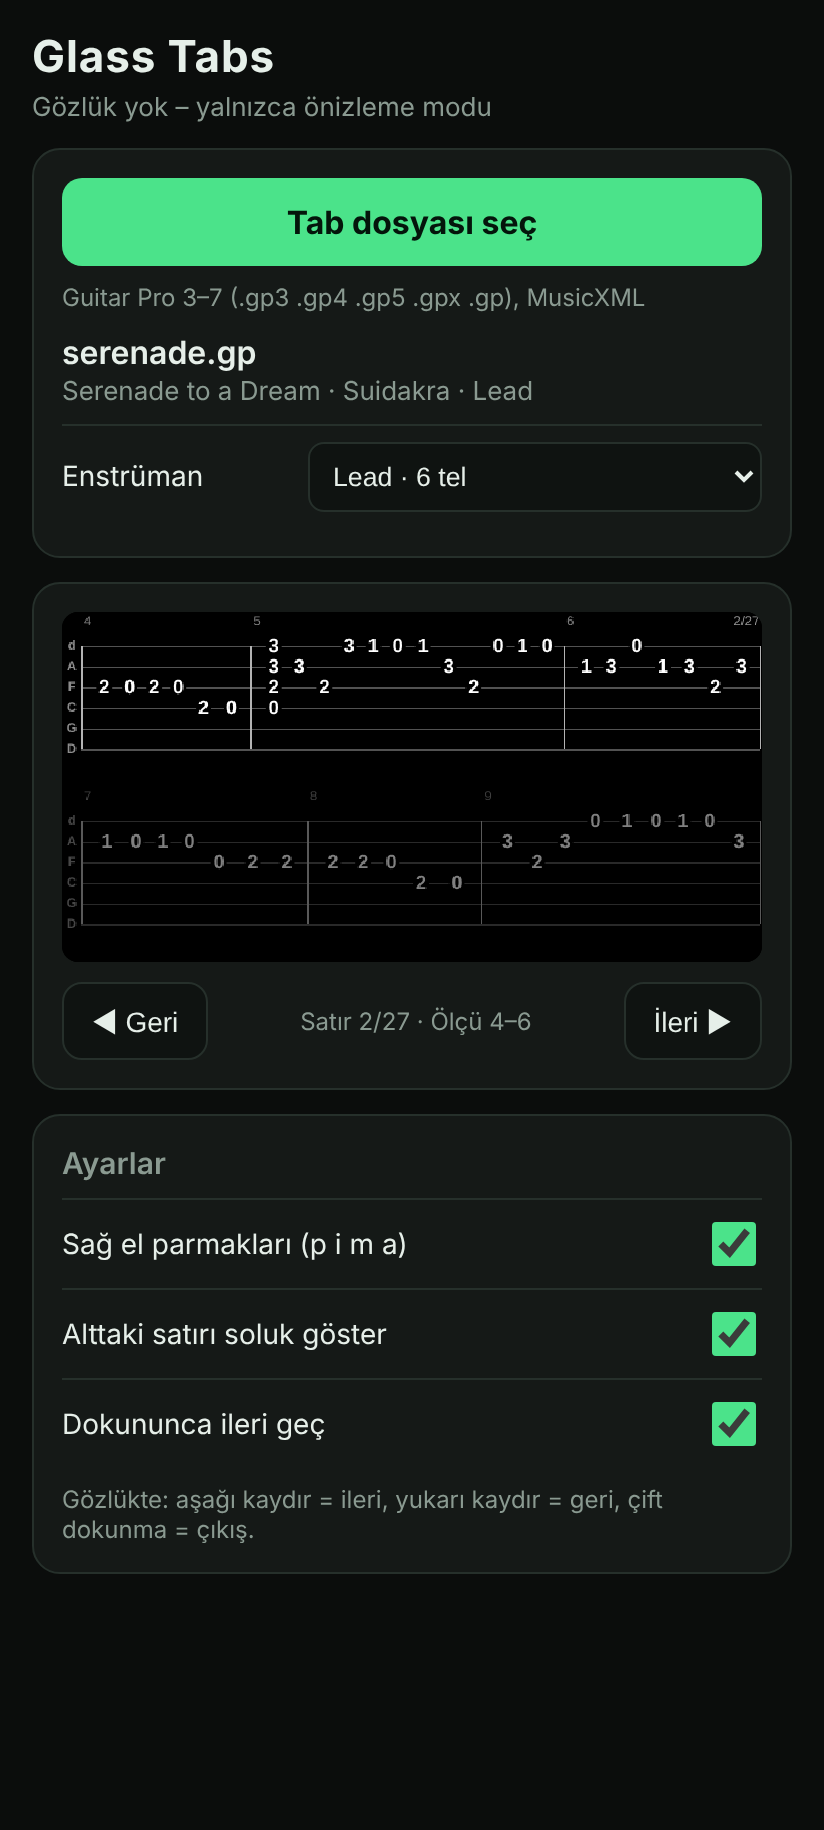 Glass Tabs
Gözlük yok – yalnızca önizleme modu
Tab dosyası seç
Guitar Pro 3–7 (.gp3 .gp4 .gp5 .gpx .gp), MusicXML
serenade.gp
Serenade to a Dream · Suidakra · Lead
Enstrüman
Lead · 6 tel
4 5 6 2/27
d 3 3 1 0 1 0 1 0 0
A 3 3 3 1 3 1 3 3
F 2 0 2 0 2 2 2 2
C 2 0 0
G
D
7 8 9
d 0 1 0 1 0
A 1 0 1 0 3 3 3
F 0 2 2 2 2 0 2
C 2 0
G
D
◀ Geri
Satır 2/27 · Ölçü 4–6
İleri ▶
Ayarlar
Sağ el parmakları (p i m a)
Alttaki satırı soluk göster
Dokununca ileri geç
Gözlükte: aşağı kaydır = ileri, yukarı kaydır = geri, çift
dokunma = çıkış.